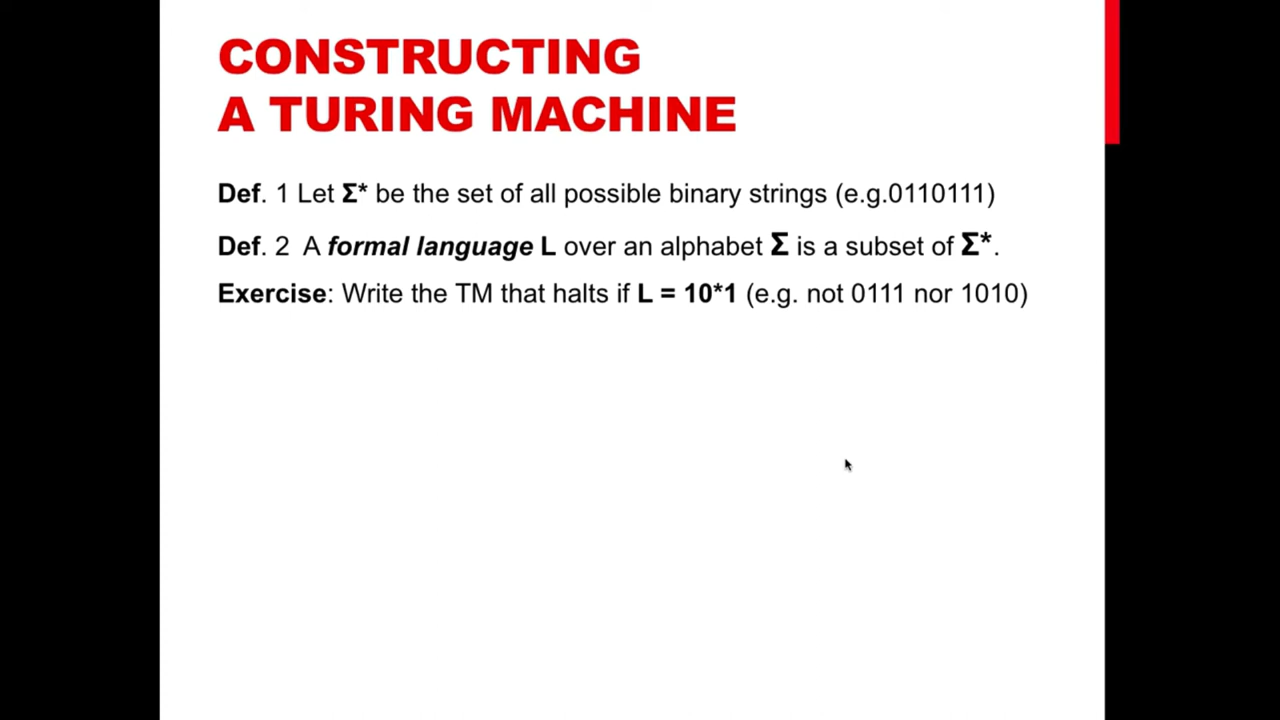 CONSTRUCTING
A TURING MACHINE
Def. 1 Let Σ* be the set of all possible binary strings (e.g.0110111)
Def. 2 A formal language L over an alphabet Σ is a subset of Σ*.
Exercise: Write the TM that halts if L = 10*1 (e.g. not 0111 nor 1010)